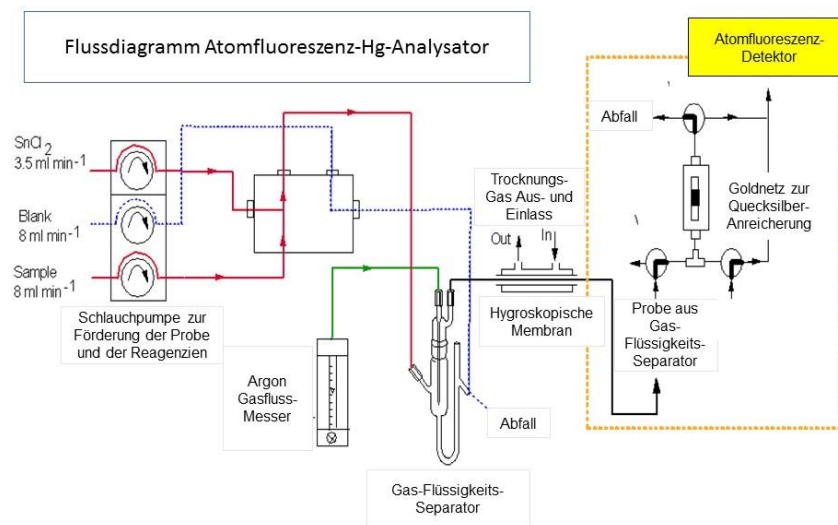 Flussdiagramm Atomfluoreszenz-Hg-Analysator
Atomfluoreszenz-
Detektor
SnCl2
3.5 ml min-1
Blank
8 ml min-1
Sample
8 ml min-1
Schlauchpumpe zur
Förderung der Probe
und der Reagenzien
Argon
Gasfluss-
Messer
Gas-Flüssigkeits-
Separator
Abfall
Trocknungs-
Gas Aus- und
Einlass
Out
In
Hygroskopische
Membran
Abfall
Goldnetz zur
Quecksilber-
Anreicherung
Probe aus
Gas-
Flüssigkeits-
Separator